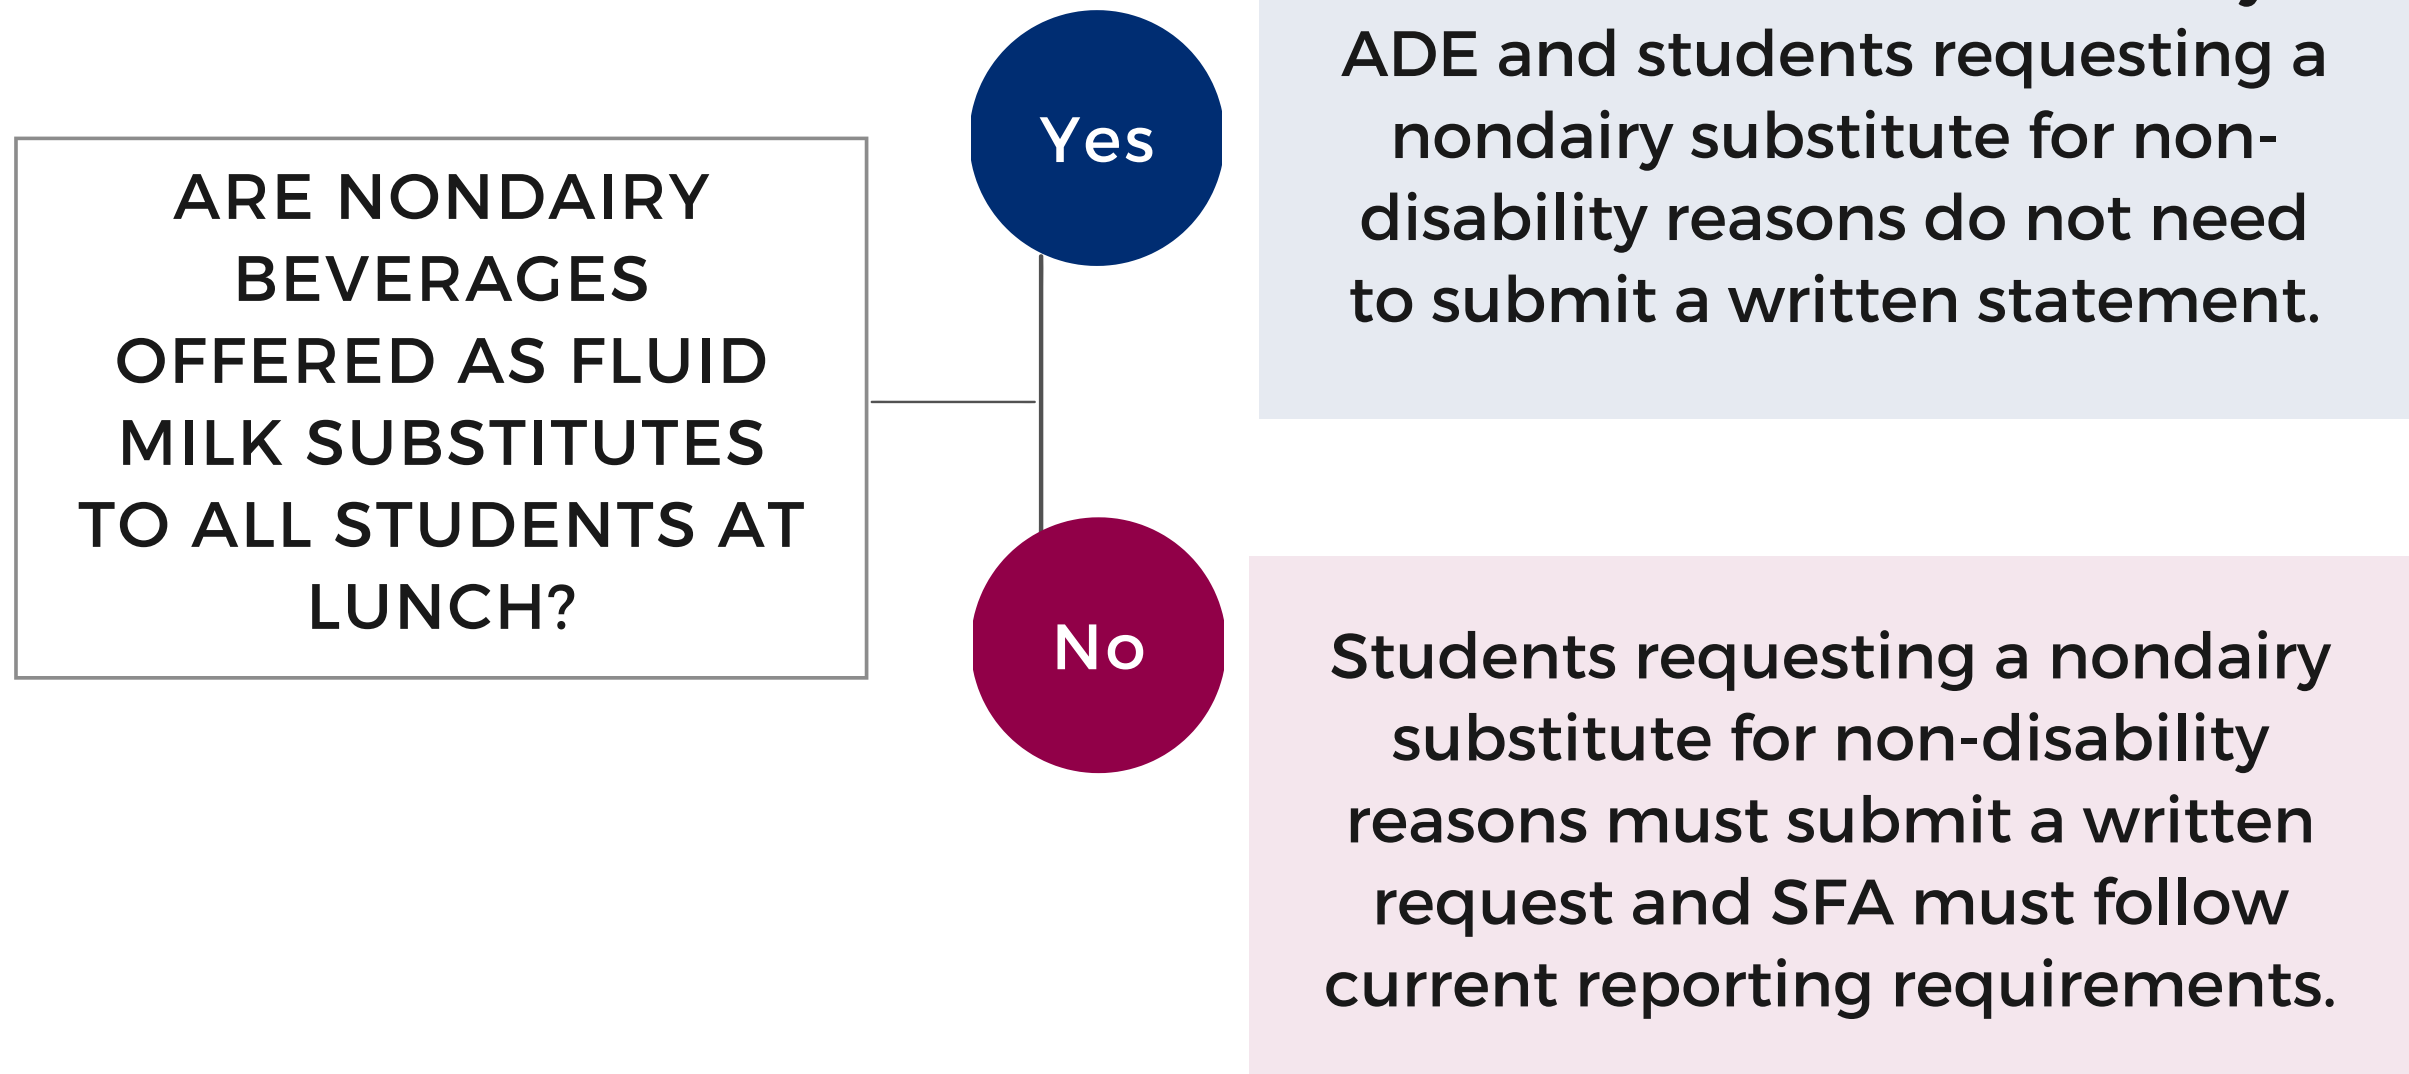 ARE NONDAIRY
BEVERAGES
OFFERED AS FLUID
MILK SUBSTITUTES
TO ALL STUDENTS AT
LUNCH?
Yes
ADE and students requesting a
nondairy substitute for non-
disability reasons do not need
to submit a written statement.
No
Students requesting a nondairy
substitute for non-disability
reasons must submit a written
request and SFA must follow
current reporting requirements.